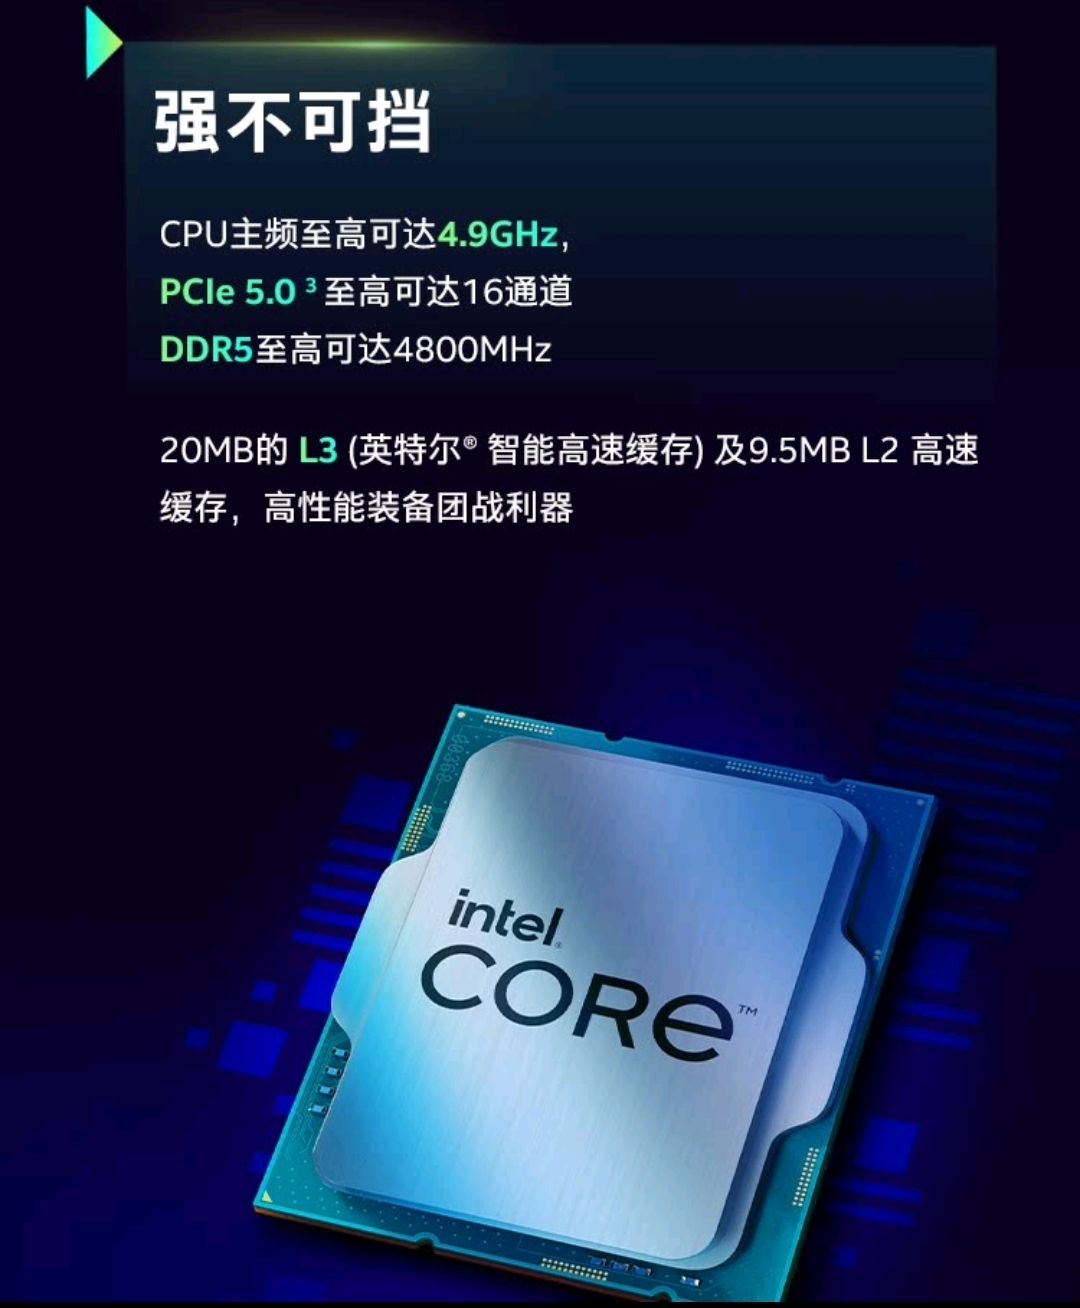 强不可挡
CPU主频至高可达4.9GHz，
PCIe 5.0 ³ 至高可达16通道
DDR5至高可达4800MHz
20MB的 L3 (英特尔® 智能高速缓存) 及9.5MB L2 高速
缓存，高性能装备团战利器
intel®
CORE™